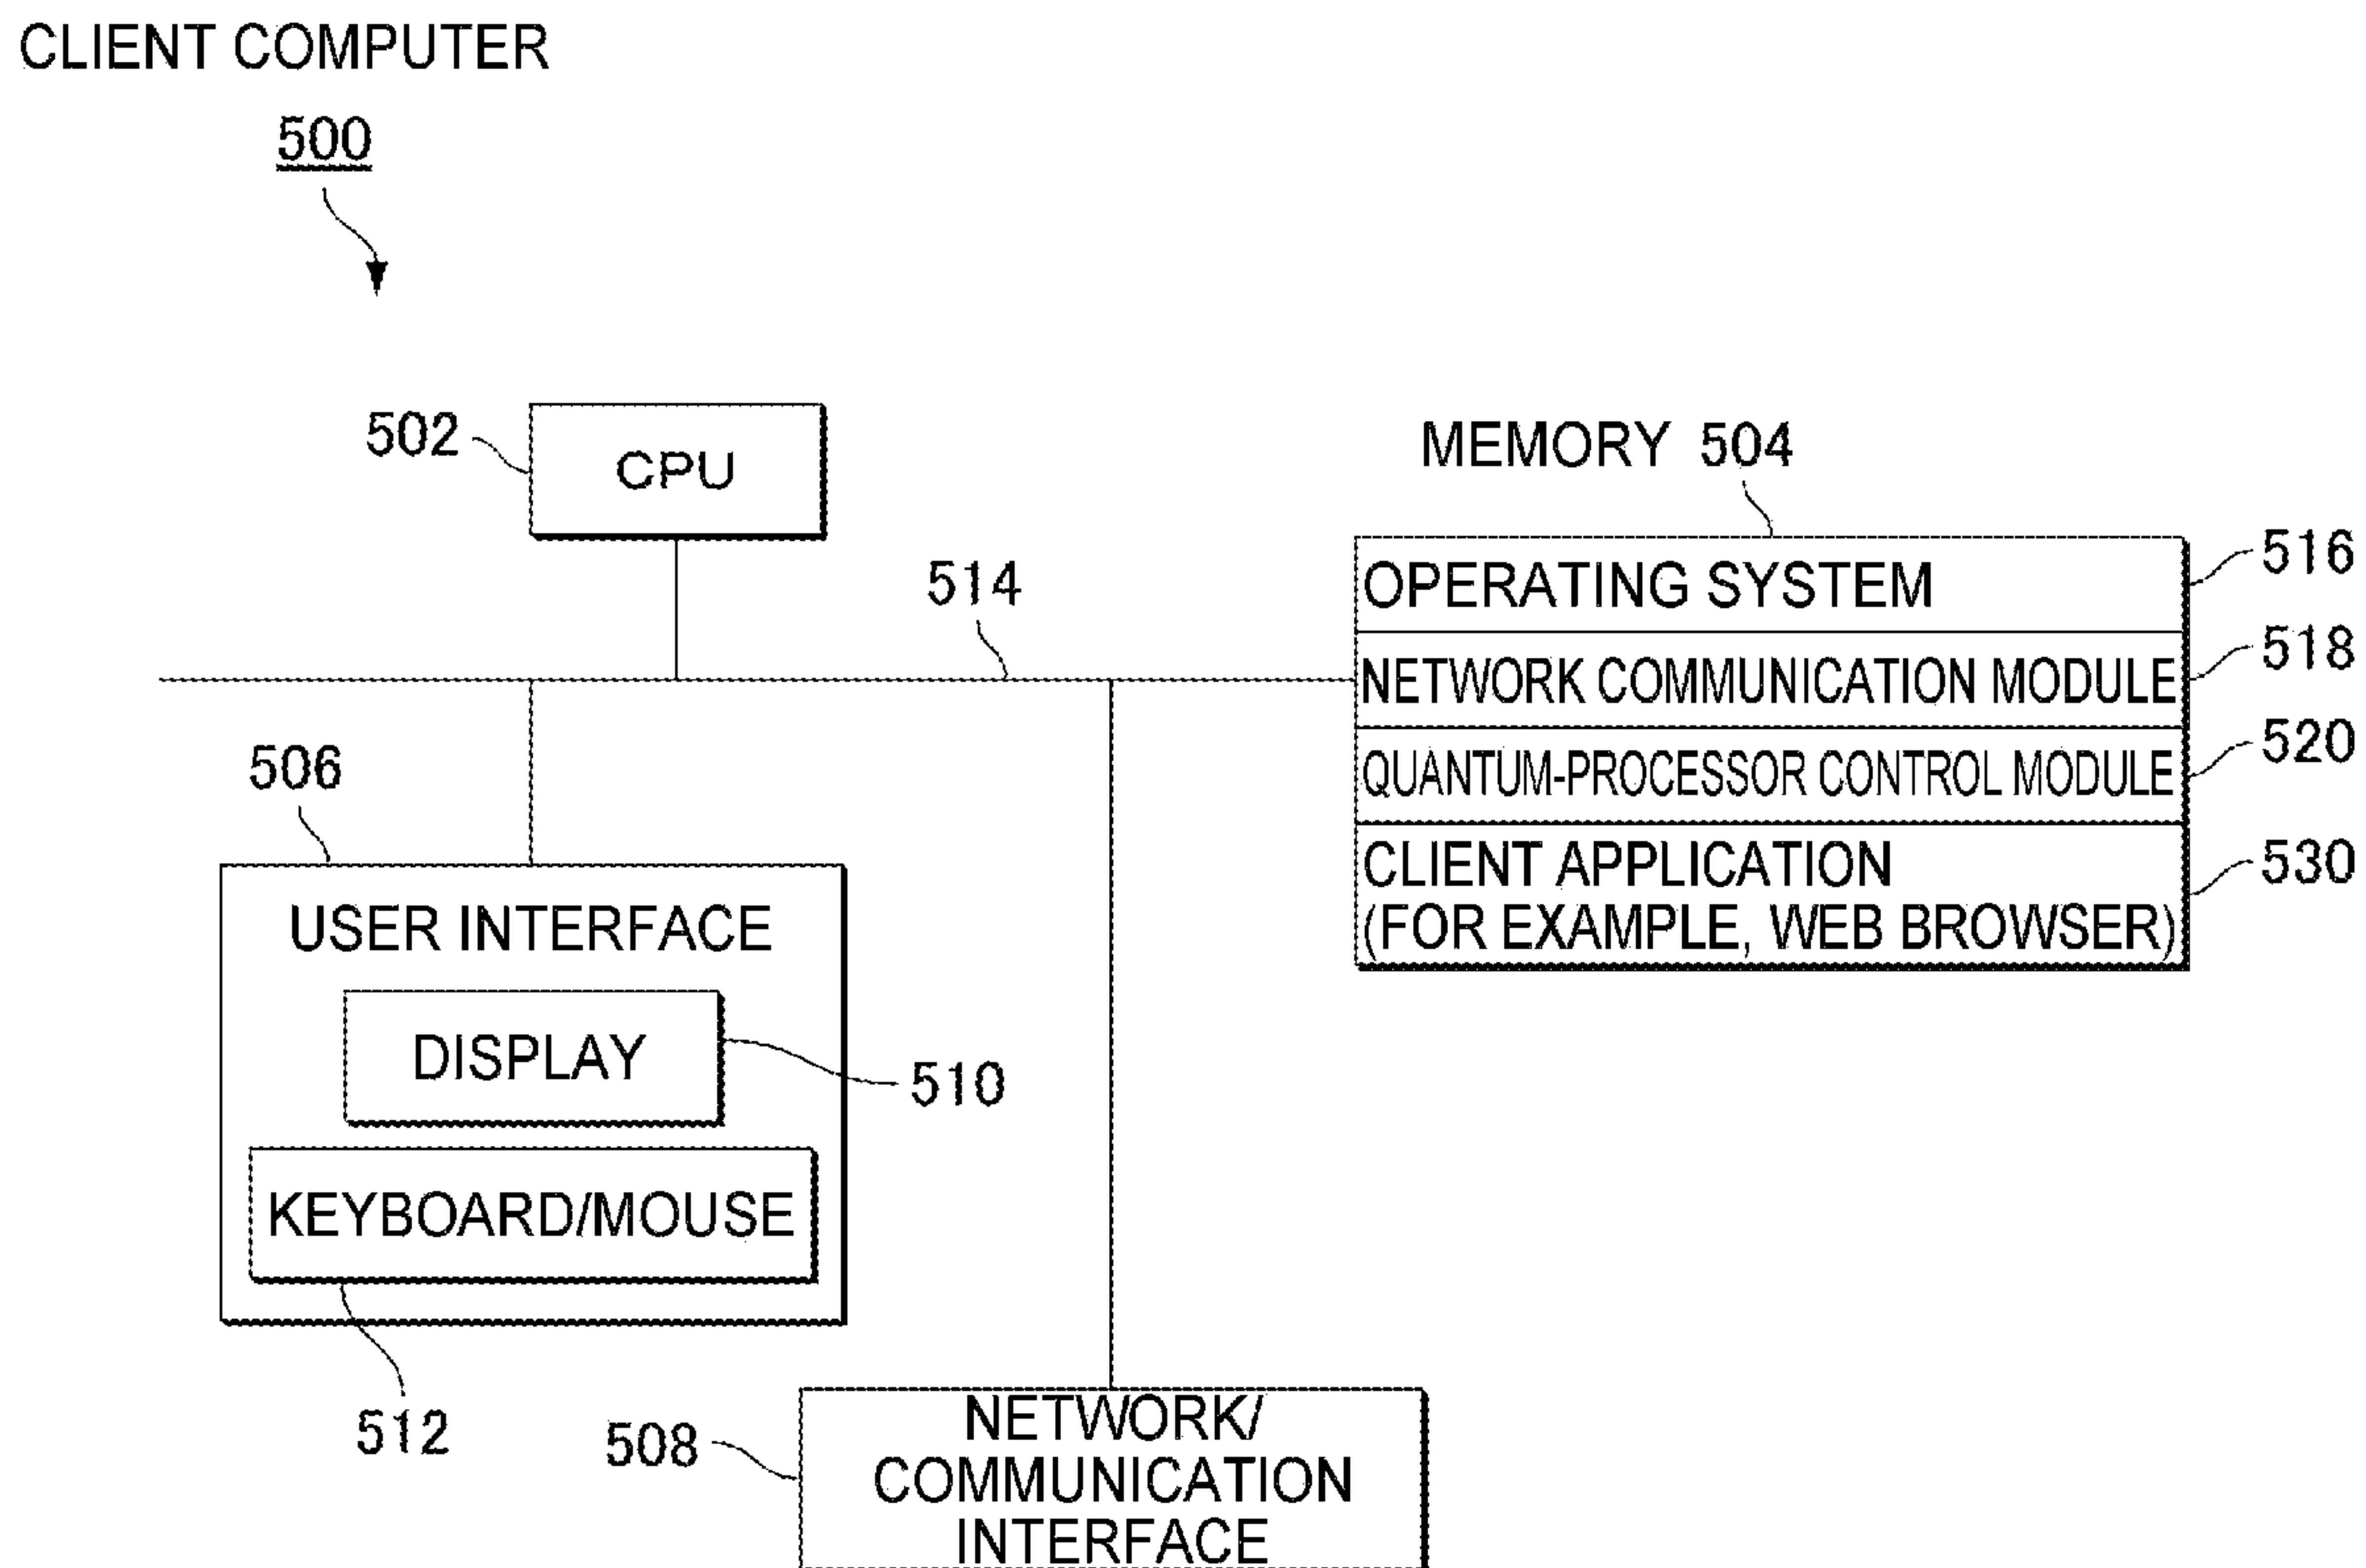 CLIENT COMPUTER
500
502
CPU
MEMORY 504
514
OPERATING SYSTEM
516
NETWORK COMMUNICATION MODULE
518
QUANTUM-PROCESSOR CONTROL MODULE
520
CLIENT APPLICATION
(FOR EXAMPLE, WEB BROWSER)
530
506
USER INTERFACE
DISPLAY
510
KEYBOARD/MOUSE
512
508
NETWORK/
COMMUNICATION
INTERFACE